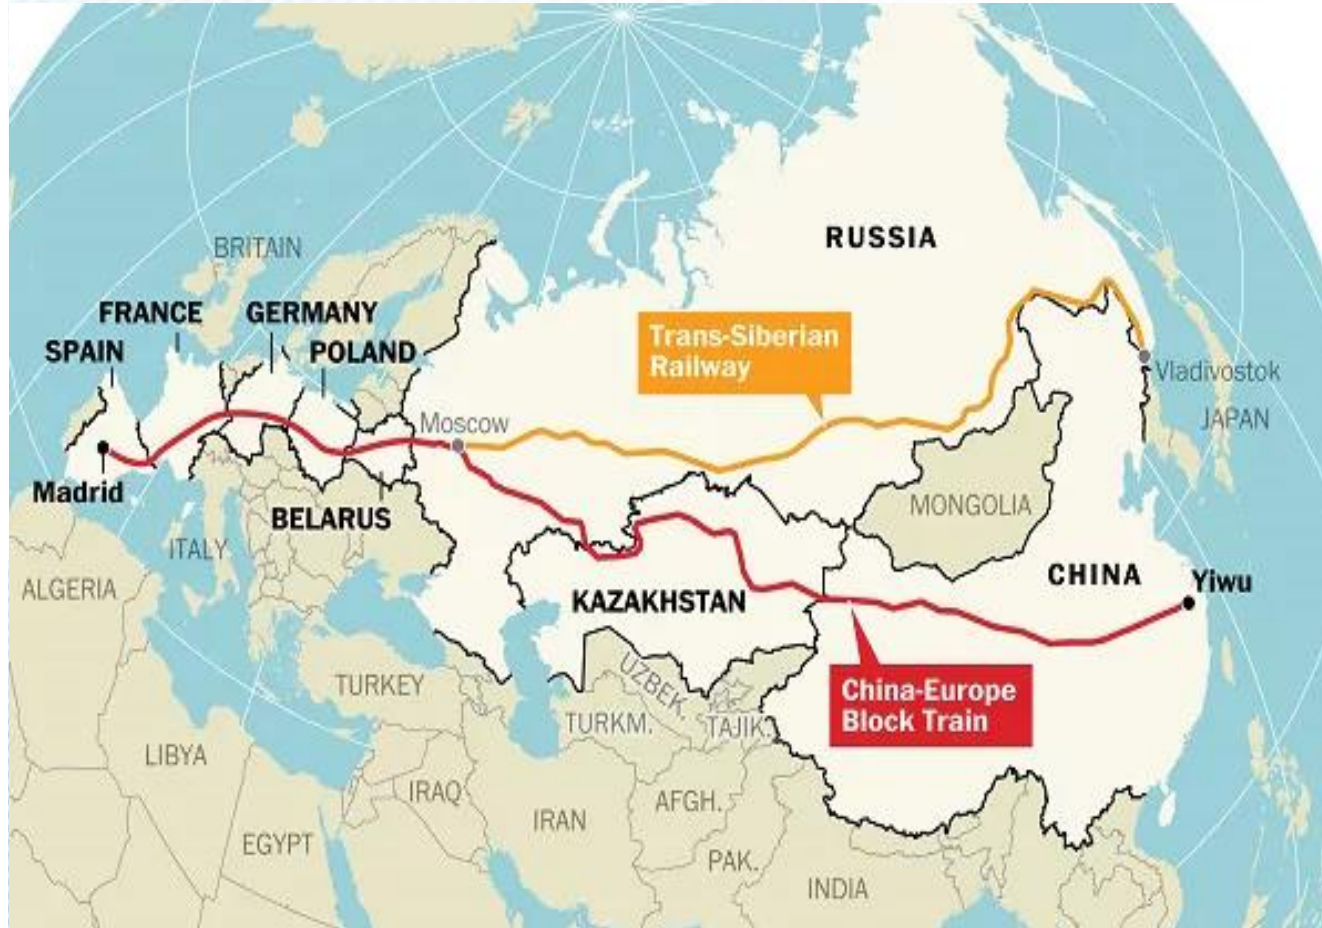 BRITAIN
RUSSIA
FRANCE
GERMANY
SPAIN
POLAND
Trans-Siberian
Railway
Vladivostok
JAPAN
Moscow
Madrid
BELARUS
MONGOLIA
ITALY
ALGERIA
KAZAKHSTAN
CHINA
Yiwu
TURKEY
UZBEK.
TURKM.
TAJIK.
China-Europe
Block Train
LIBYA
IRAQ
AFGH.
IRAN
EGYPT
PAK.
INDIA